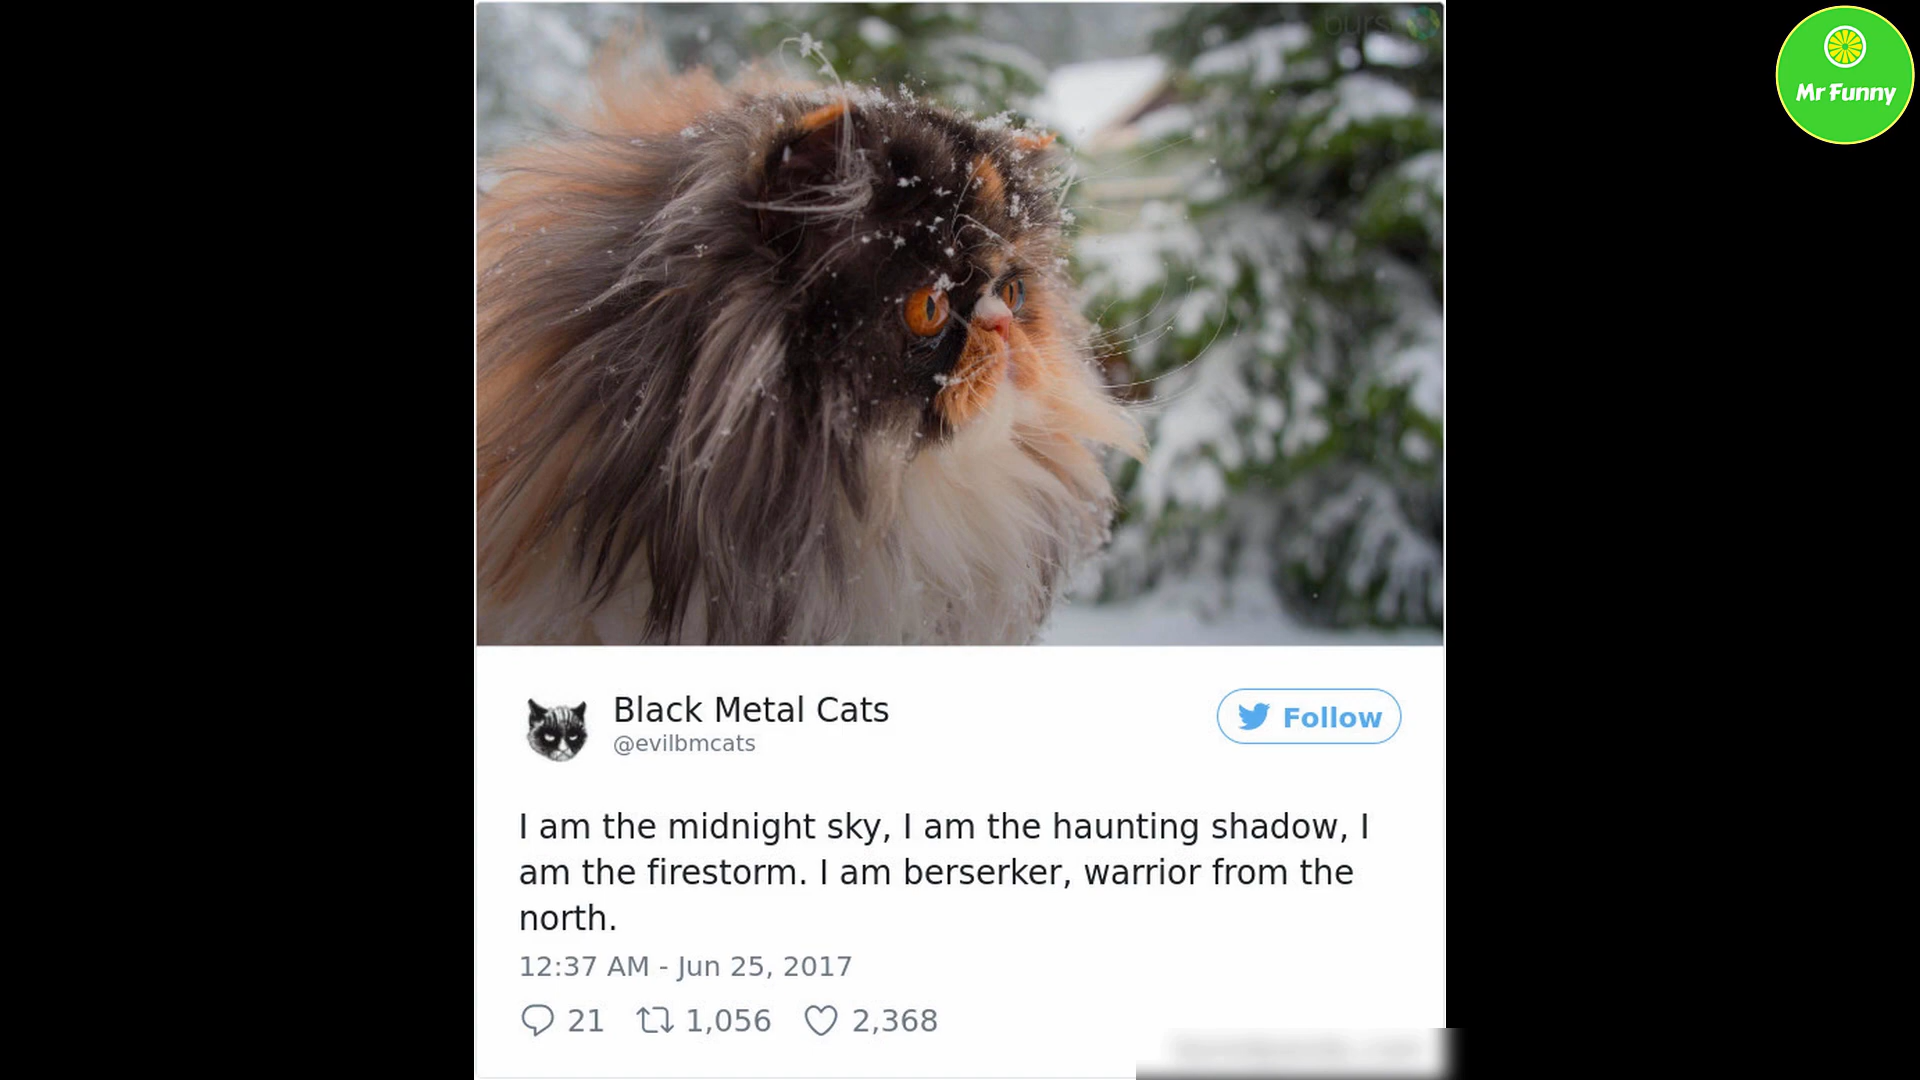 Mr Funny
Black Metal Cats
@evilbmcats
Follow
I am the midnight sky, I am the haunting shadow, I
am the firestorm. I am berserker, warrior from the
north.
12:37 AM - Jun 25, 2017
21 1,056 2,368